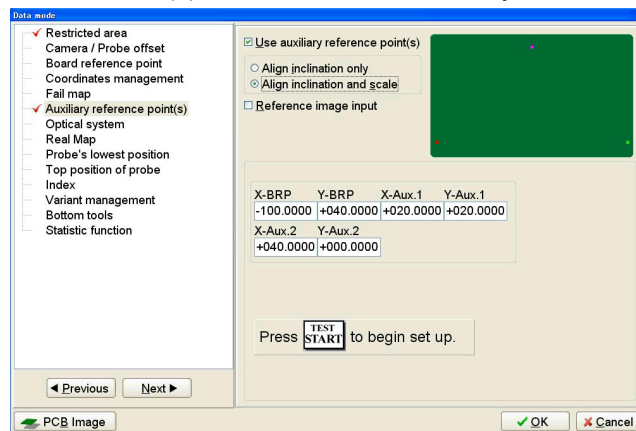 Data mode
Restricted area
Camera / Probe offset
Board reference point
Coordinates management
Fail map
Auxiliary reference point(s)
Optical system
Real Map
Probe's lowest position
Top position of probe
Index
Variant management
Bottom tools
Statistic function
Previous
Next
PCB Image
Use auxiliary reference point(s)
Align inclination only
Align inclination and scale
Reference image input
X-BRP Y-BRP X-Aux.1 Y-Aux.1
-100.0000 +040.0000 +020.0000 +020.0000
X-Aux.2 Y-Aux.2
+040.0000 +000.0000
Press TEST START to begin set up.
OK
Cancel